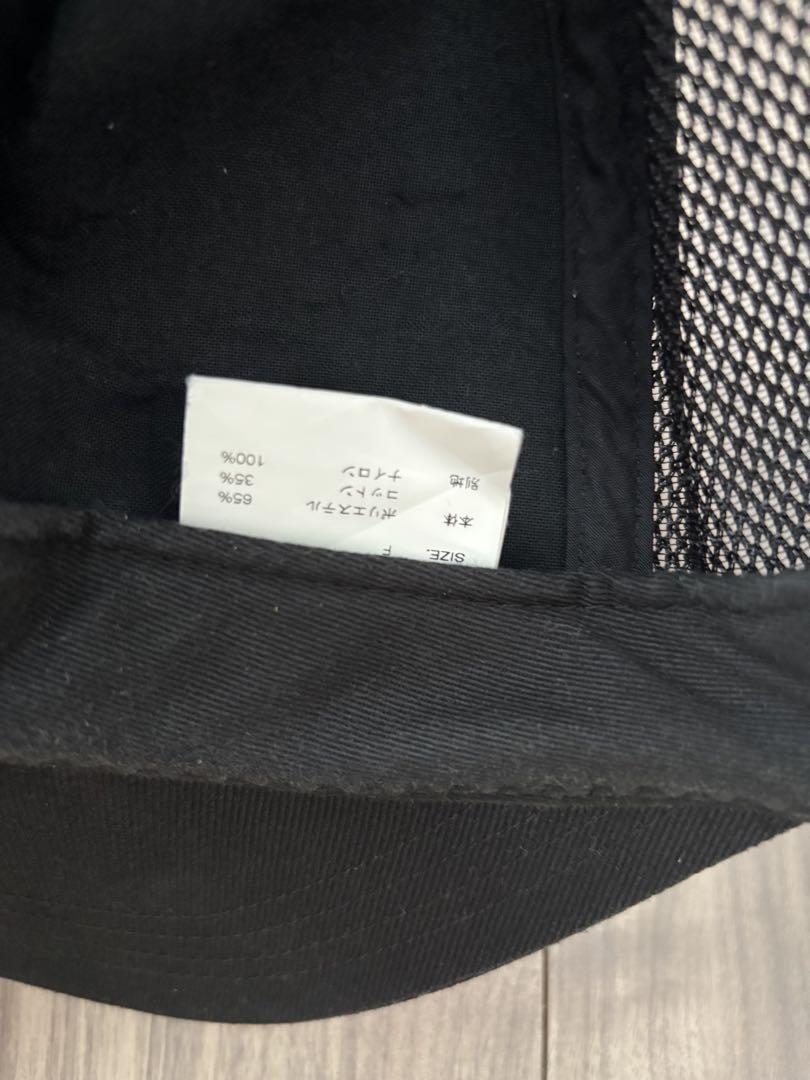 SIZE. F
本体 ポリエステル 65%
コットン 35%
別地 ナイロン 100%